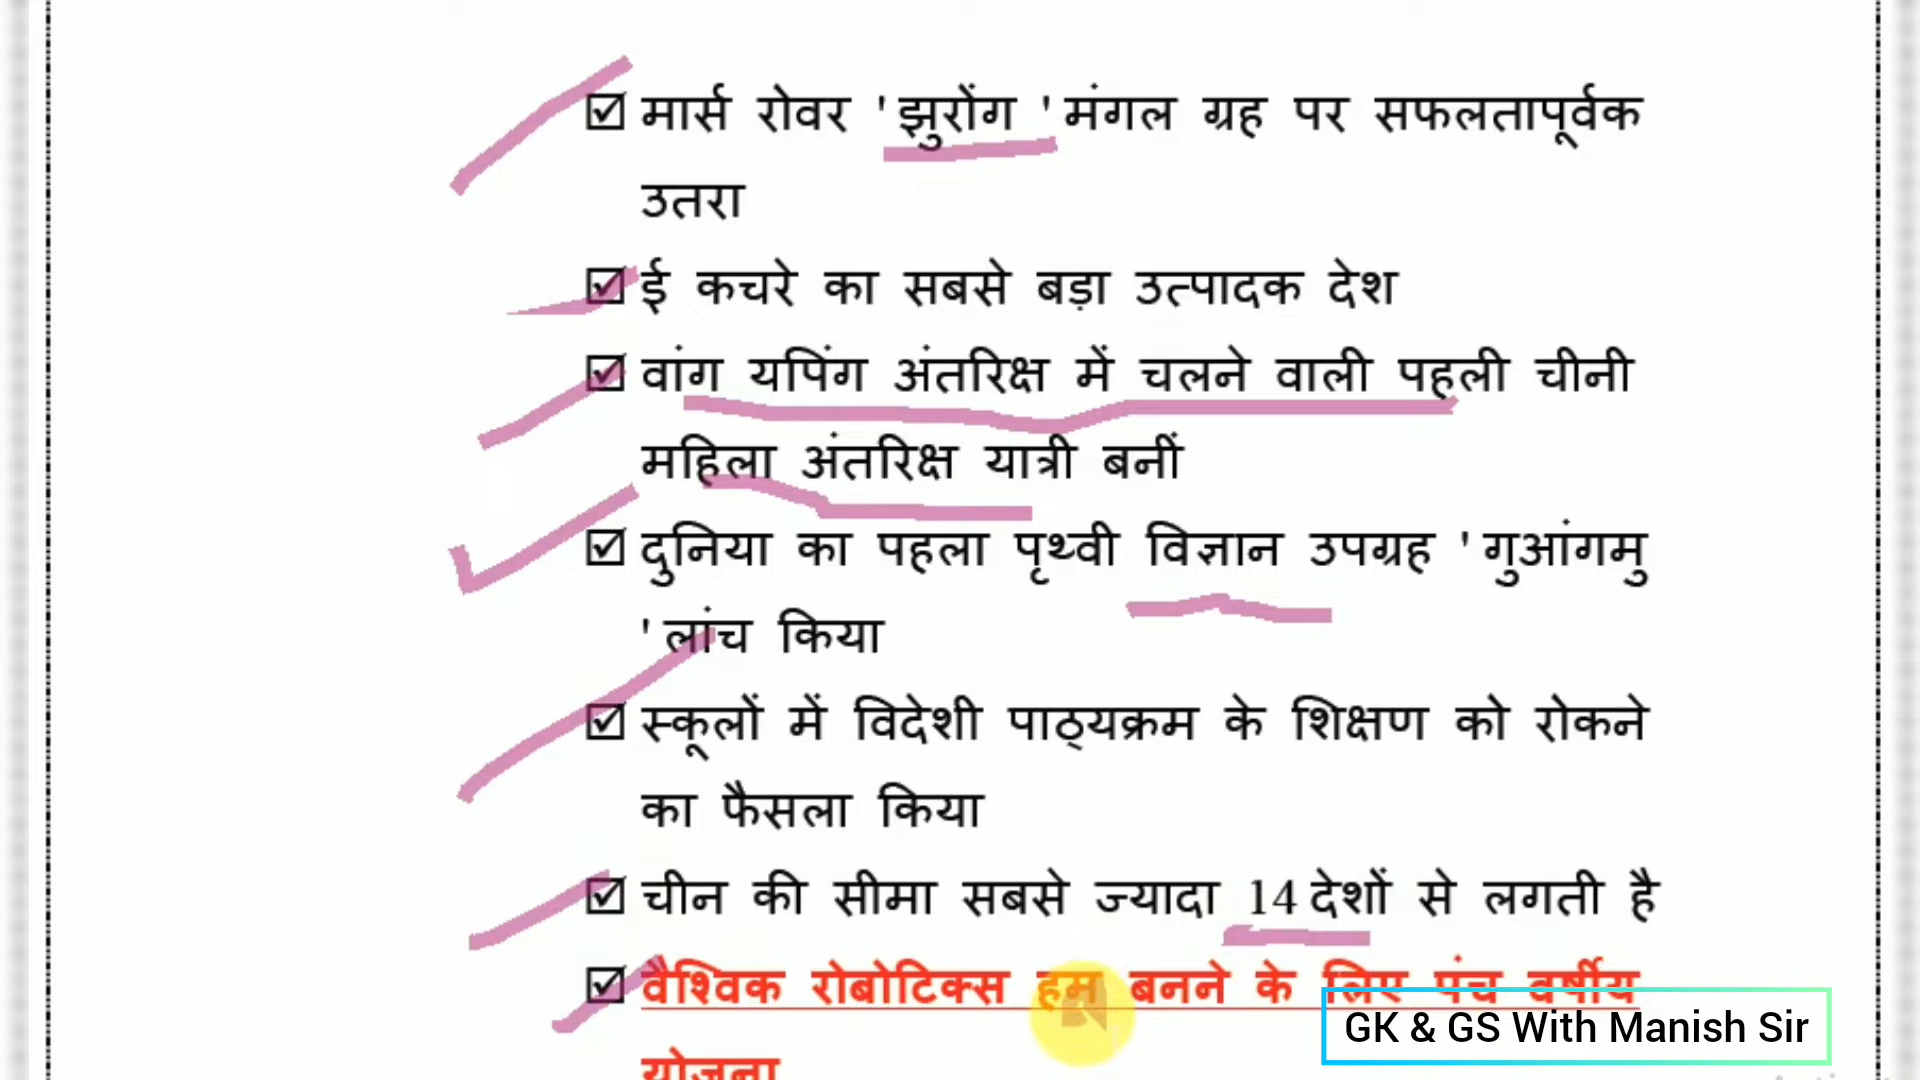 ☑ मार्स रोवर 'झुरोंग 'मंगल ग्रह पर सफलतापूर्वक
उतरा
☑ ई कचरे का सबसे बड़ा उत्पादक देश
☑ वांग यपिंग अंतरिक्ष में चलने वाली पहली चीनी
महिला अंतरिक्ष यात्री बनीं
☑ दुनिया का पहला पृथ्वी विज्ञान उपग्रह 'गुआंगमु
'लांच किया
☑ स्कूलों में विदेशी पाठ्यक्रम के शिक्षण को रोकने
का फैसला किया
☑ चीन की सीमा सबसे ज्यादा 14 देशों से लगती है
☑ वैश्विक रोबोटिक्स हम बनने के लिए पंच वर्षीय
योजना
GK & GS With Manish Sir